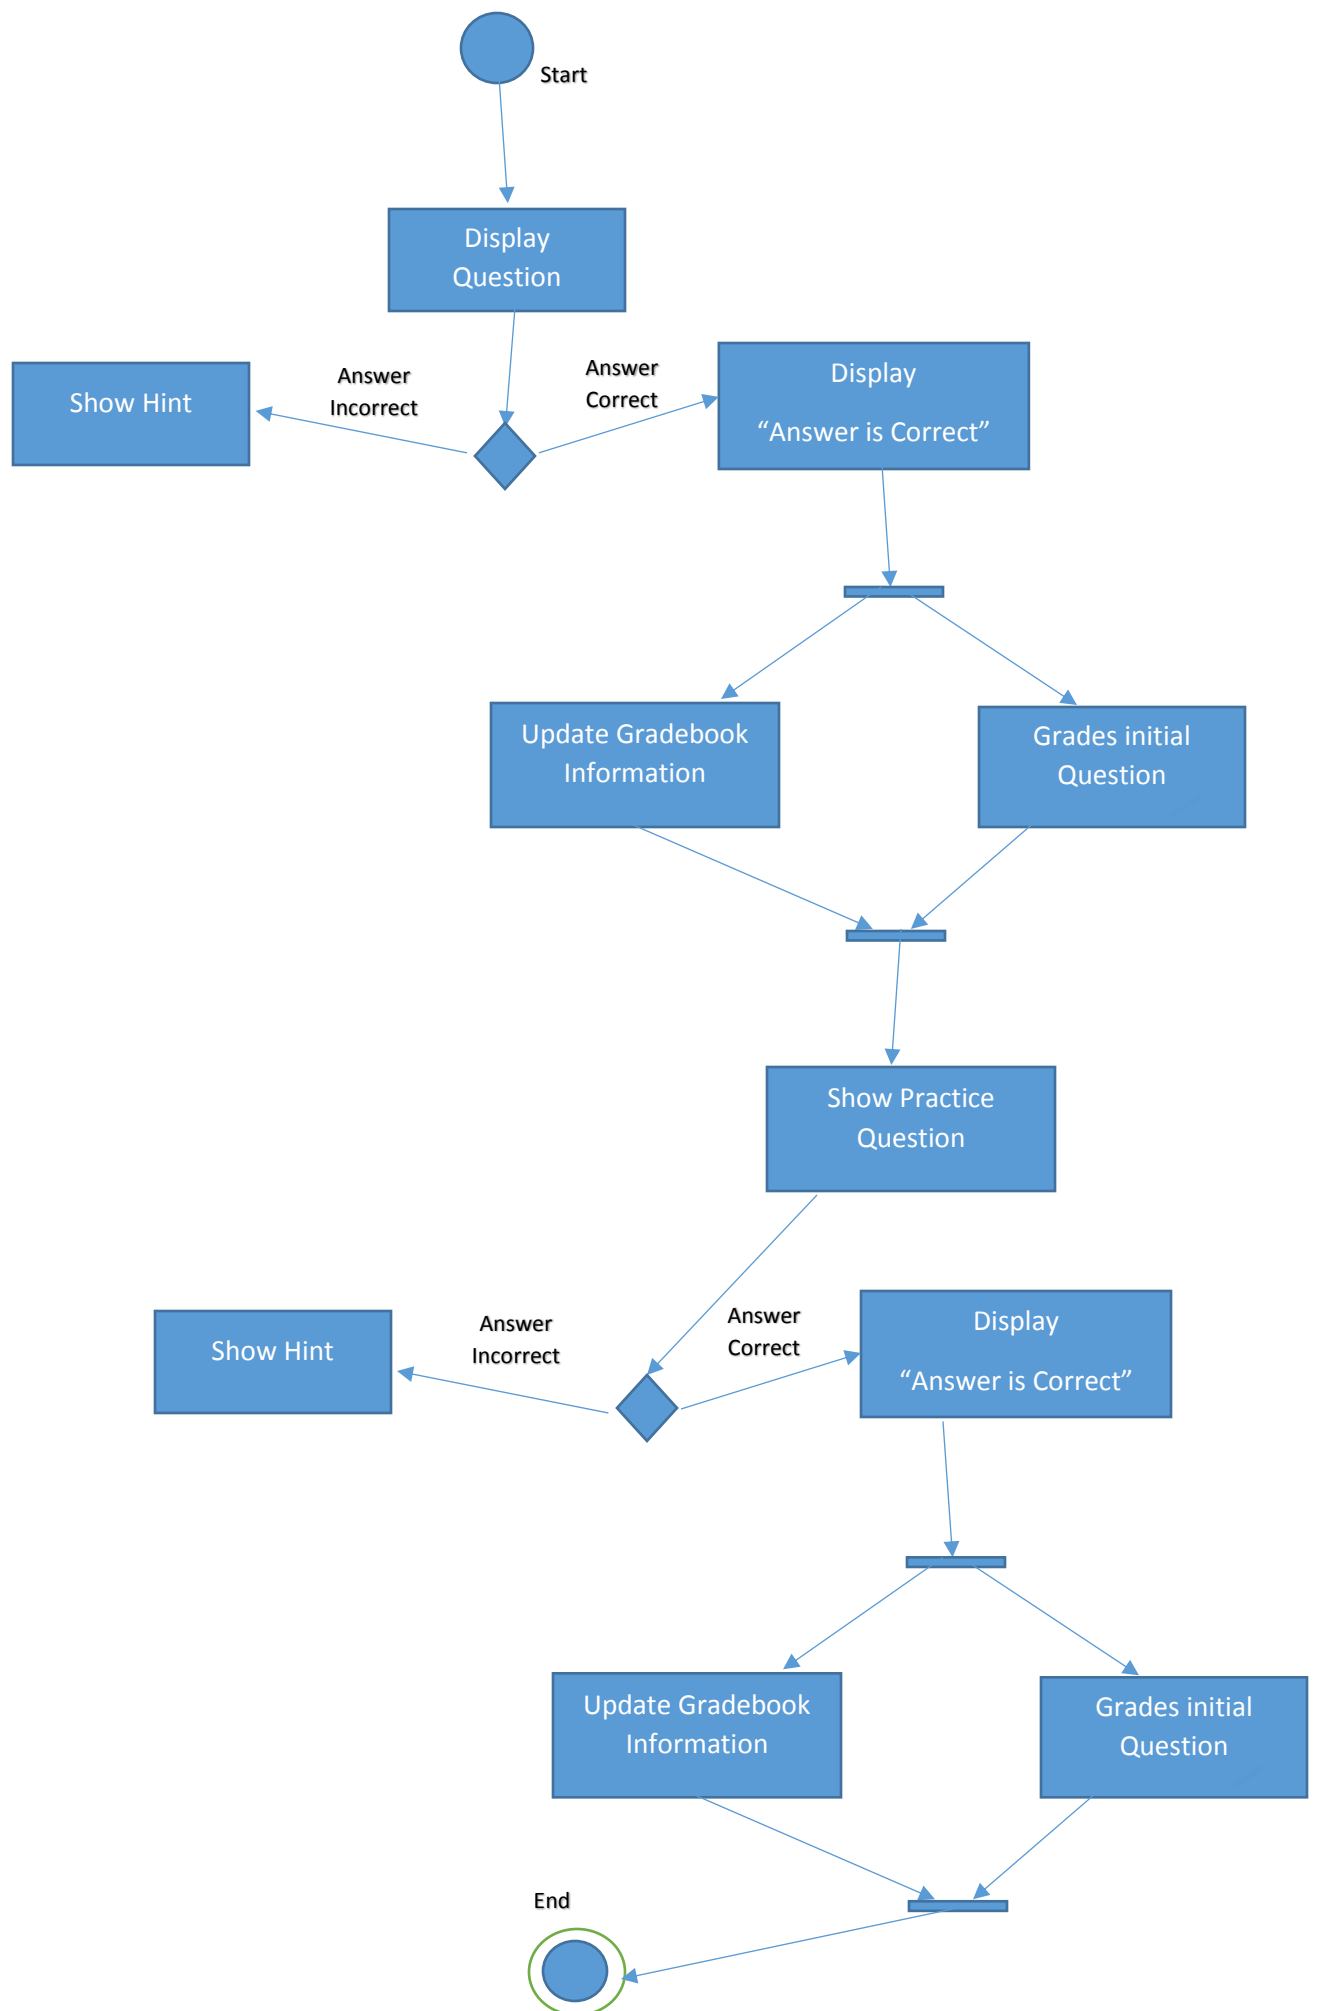 Start
Display
Question
Show Hint
Answer
Incorrect
Answer
Correct
Display
“Answer is Correct”
Update Gradebook
Information
Grades initial
Question
Show Practice
Question
Show Hint
Answer
Incorrect
Answer
Correct
Display
“Answer is Correct”
Update Gradebook
Information
Grades initial
Question
End